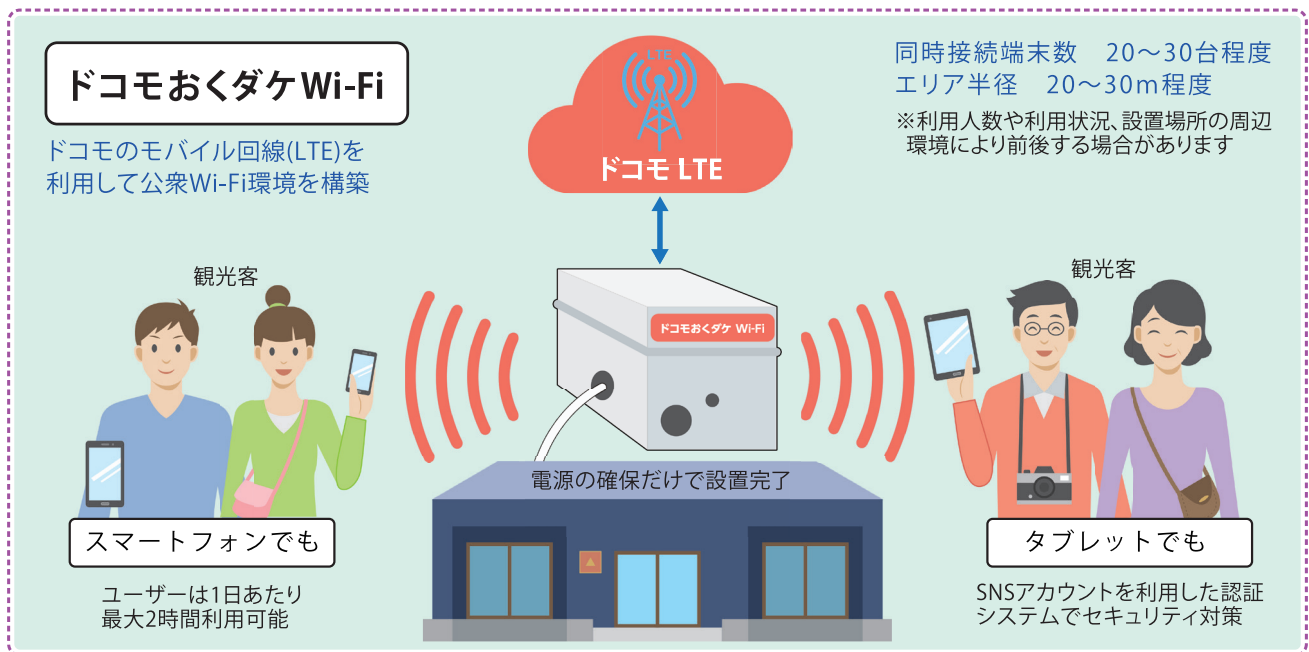 ドコモおくダケWi-Fi
ドコモのモバイル回線(LTE)を
利用して公衆Wi-Fi環境を構築
LTE
ドコモ LTE
同時接続端末数　20～30台程度
エリア半径　20～30m程度
※利用人数や利用状況、設置場所の周辺
環境により前後する場合があります
観光客
ドコモおくダケ Wi-Fi
観光客
電源の確保だけで設置完了
スマートフォンでも
ユーザーは1日あたり
最大2時間利用可能
タブレットでも
SNSアカウントを利用した認証
システムでセキュリティ対策